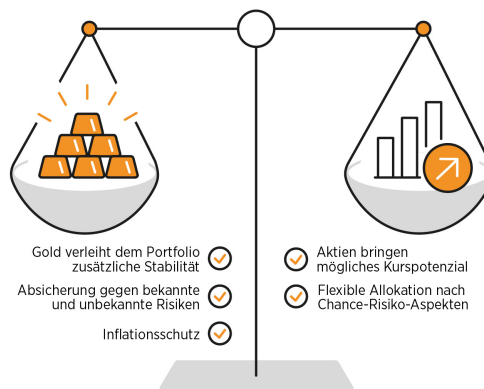 Gold verleiht dem Portfolio
zusätzliche Stabilität
Absicherung gegen bekannte
und unbekannte Risiken
Inflationsschutz
Aktien bringen
mögliches Kurspotenzial
Flexible Allokation nach
Chance-Risiko-Aspekten